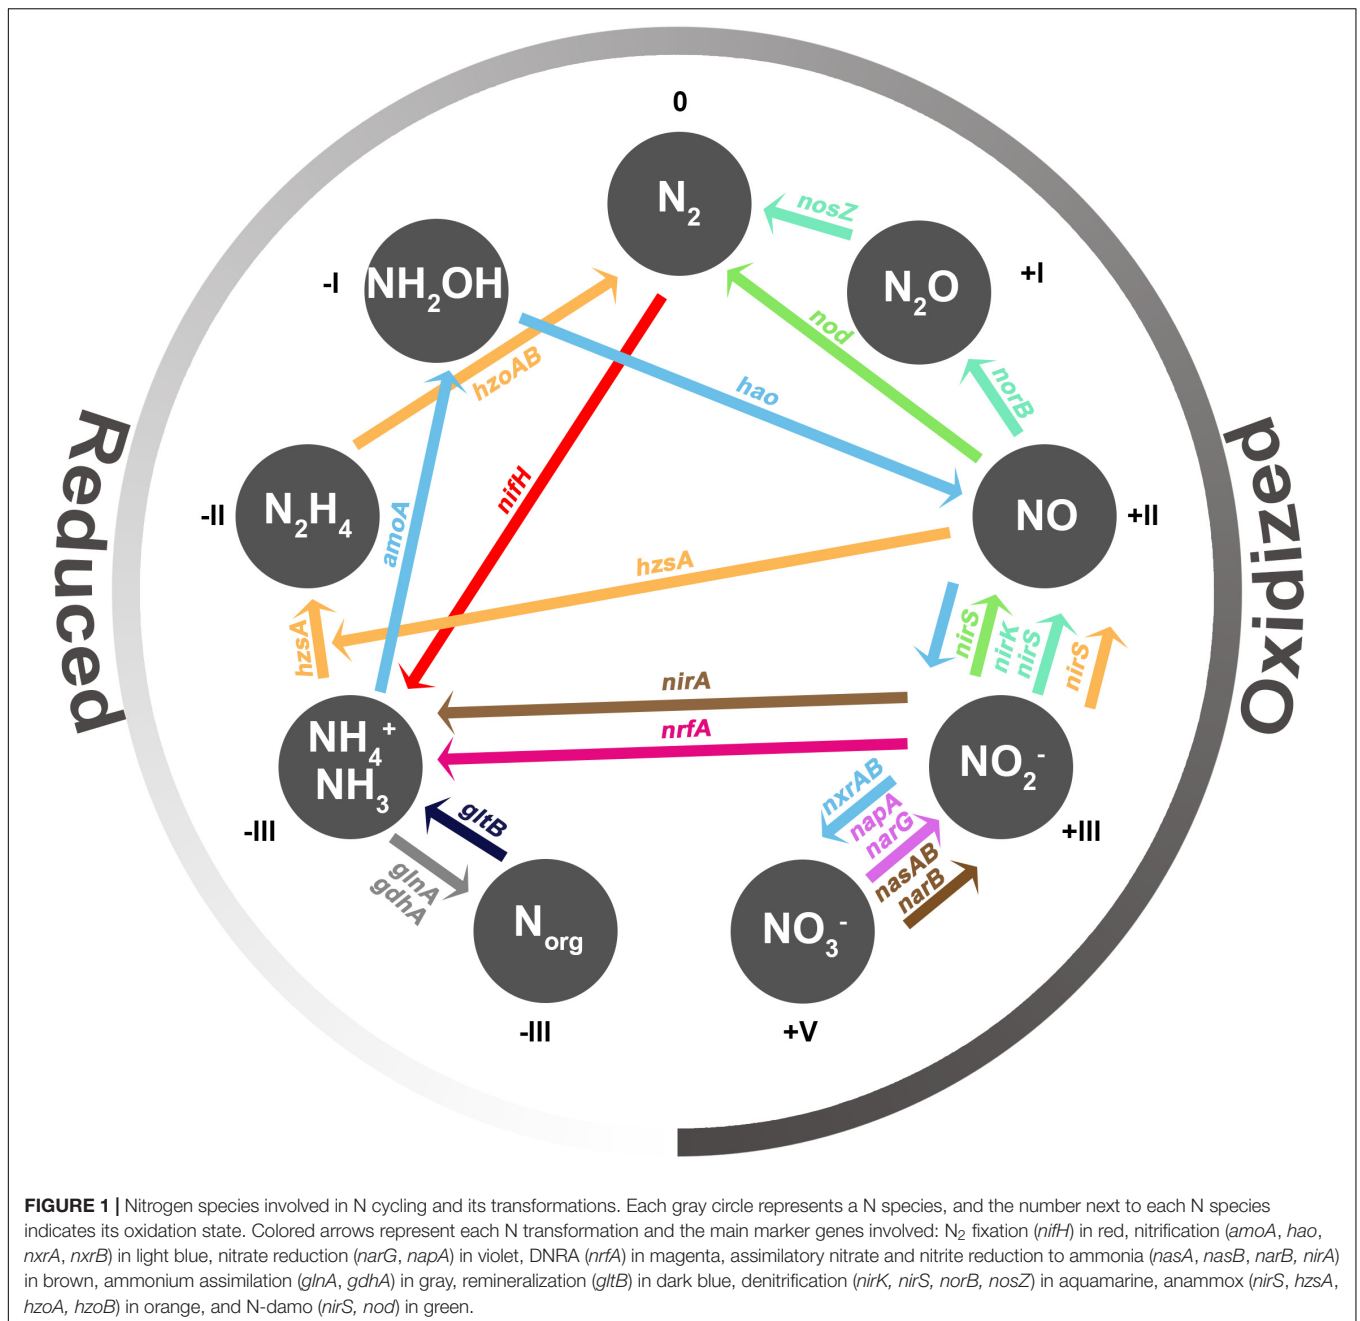 0
N2
nosZ
NH2OH
-I
N2O
+I
nod
hzoAB
hao
norB
Reduced
Oxidized
nifH
N2H4
-II
amoA
NO
+II
hzsA
hzsA
nirS
nirK
nirS
nirS
nirA
nrfA
NH4+
NH3
-III
NO2-
+III
nxrAB
napA
narG
nasAB
narB
gltB
glnA
gdhA
Norg
-III
NO3-
+V
FIGURE 1 | Nitrogen species involved in N cycling and its transformations. Each gray circle represents a N species, and the number next to each N species
indicates its oxidation state. Colored arrows represent each N transformation and the main marker genes involved: N2 fixation (nifH) in red, nitrification (amoA, hao,
nxrA, nxrB) in light blue, nitrate reduction (narG, napA) in violet, DNRA (nrfA) in magenta, assimilatory nitrate and nitrite reduction to ammonia (nasA, nasB, narB, nirA)
in brown, ammonium assimilation (glnA, gdhA) in gray, remineralization (gltB) in dark blue, denitrification (nirK, nirS, norB, nosZ) in aquamarine, anammox (nirS, hzsA,
hzoA, hzoB) in orange, and N-damo (nirS, nod) in green.